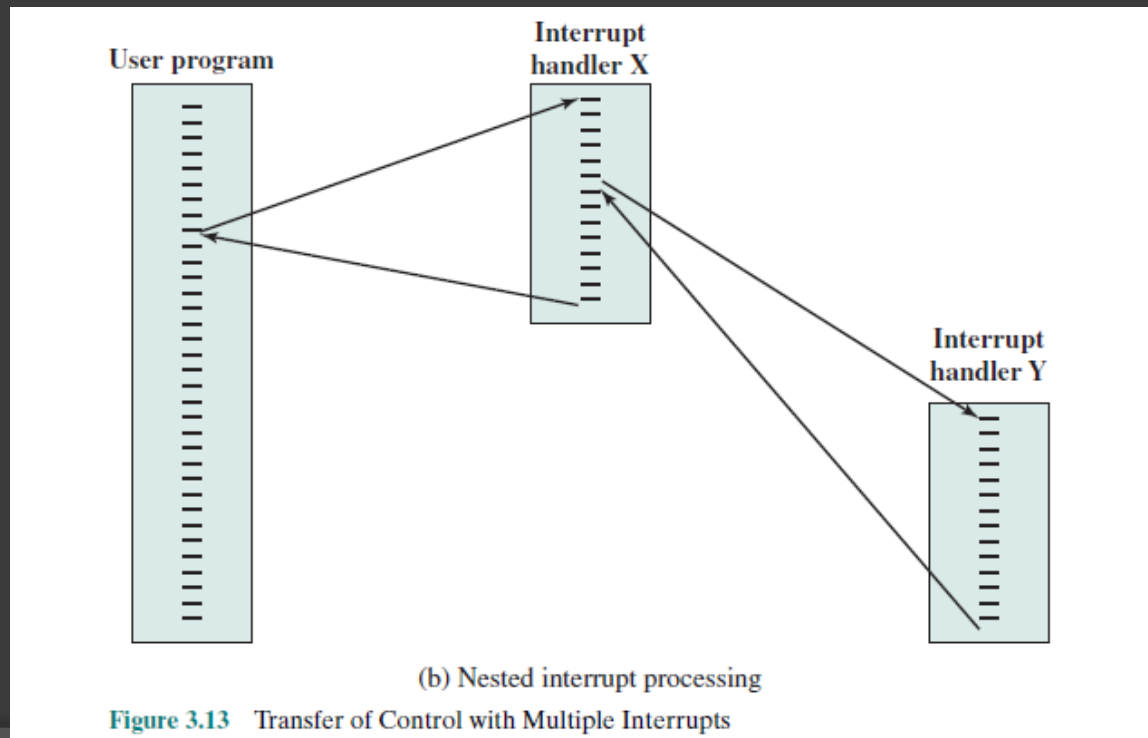 User program
Interrupt
handler X
Interrupt
handler Y
(b) Nested interrupt processing
Figure 3.13 Transfer of Control with Multiple Interrupts